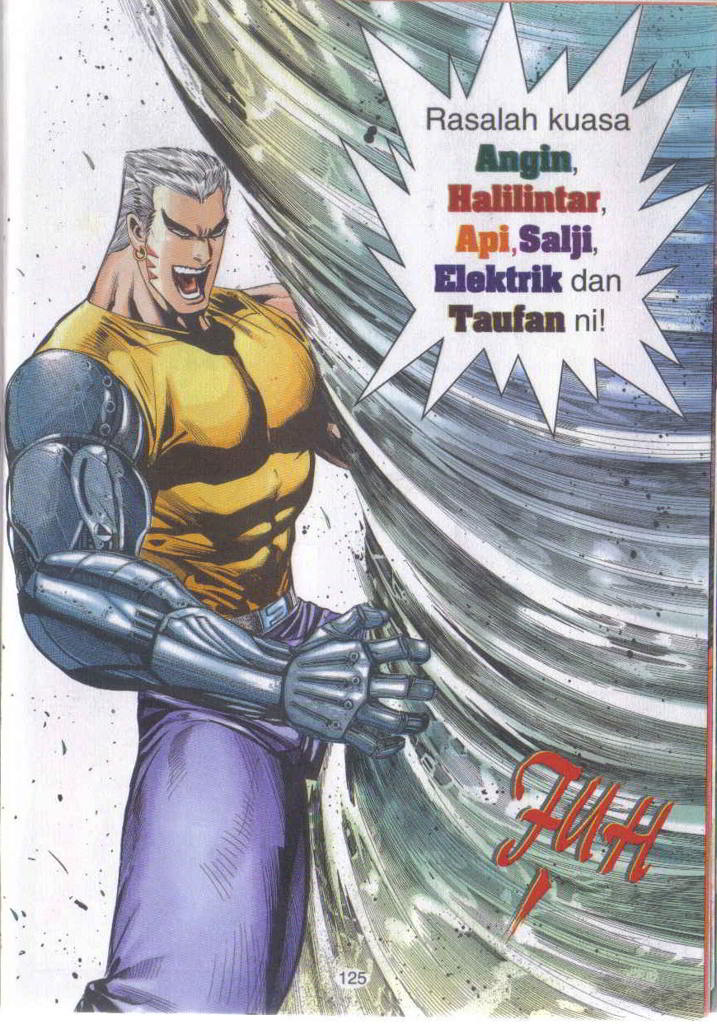 Rasalah kuasa
Angin,
Halilintar,
Api, Salji,
Elektrik dan
Taufan ni!
FUH!
125